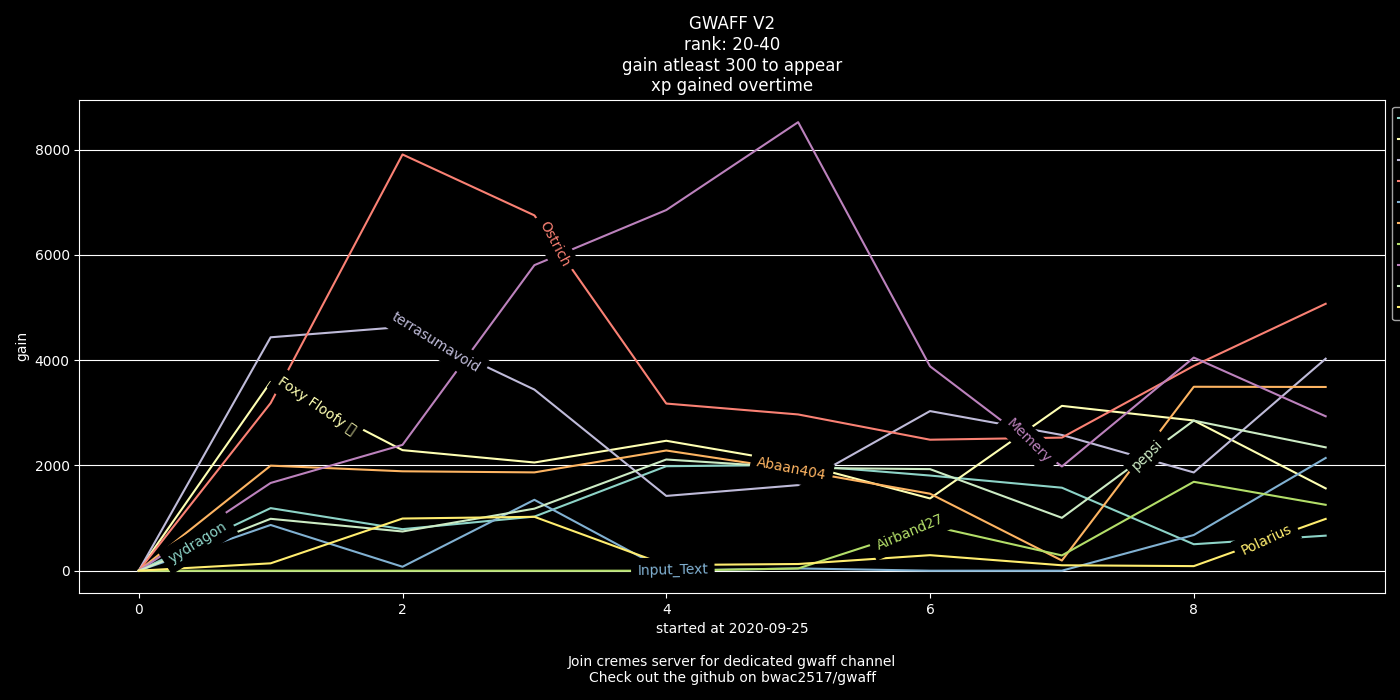 GWAFF V2
rank: 20-40
gain atleast 300 to appear
xp gained overtime
8000
6000
4000
2000
0
gain
Ostrich
terrasumavoid
Foxy Floofy
Memery
Abaan404
pepsi
yydragon
Airband27
Polarius
Input_Text
0
2
4
6
8
started at 2020-09-25
Join cremes server for dedicated gwaff channel
Check out the github on bwac2517/gwaff